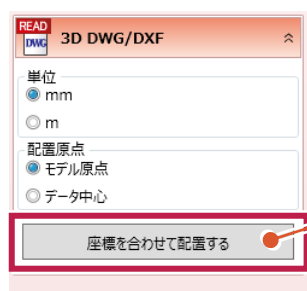 READ
DWG
3D DWG/DXF
単位
mm
m
配置原点
モデル原点
データ中心
座標を合わせて配置する